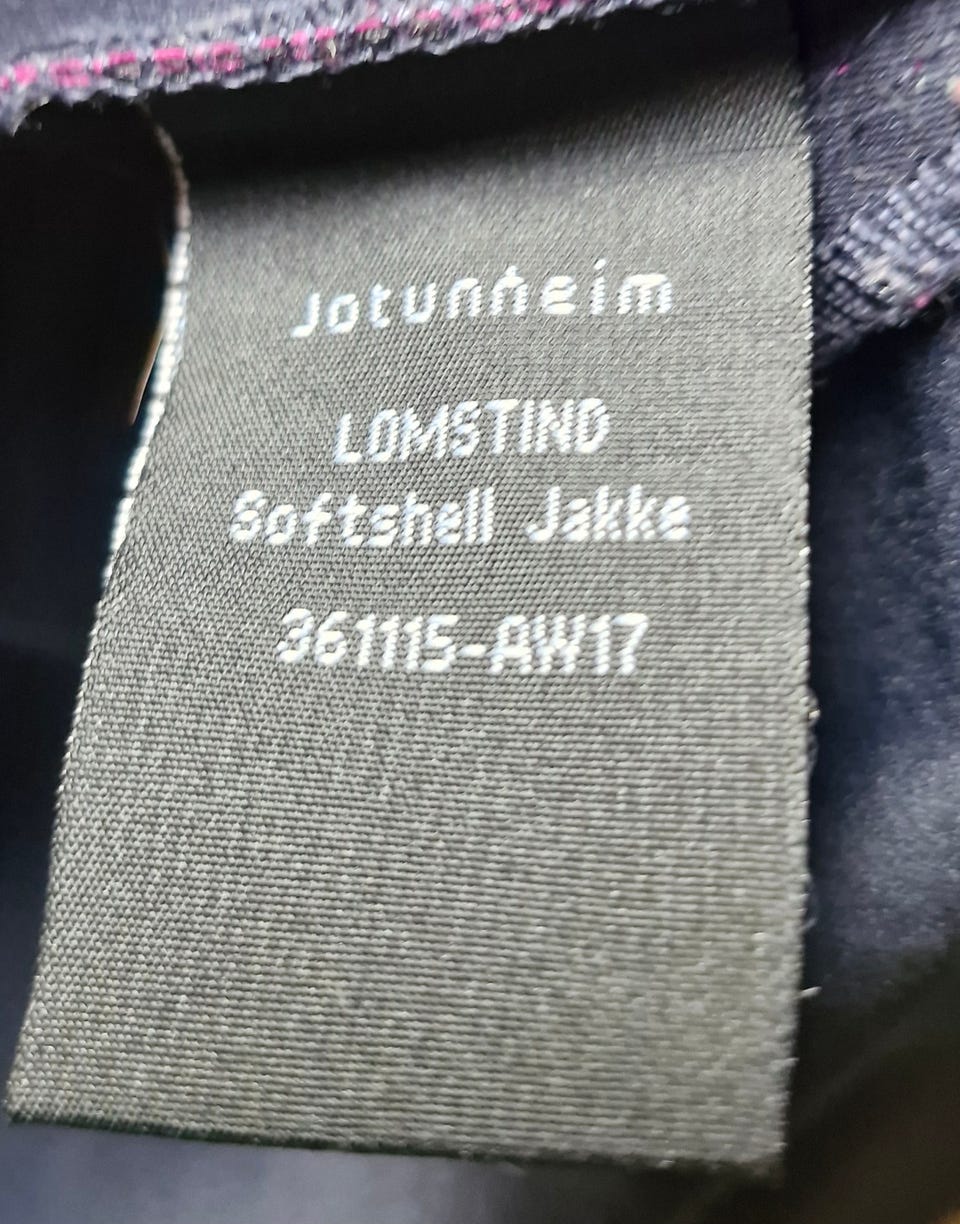 Jotunheim
LOMSTIND
Softshell Jakke
361115-AW17